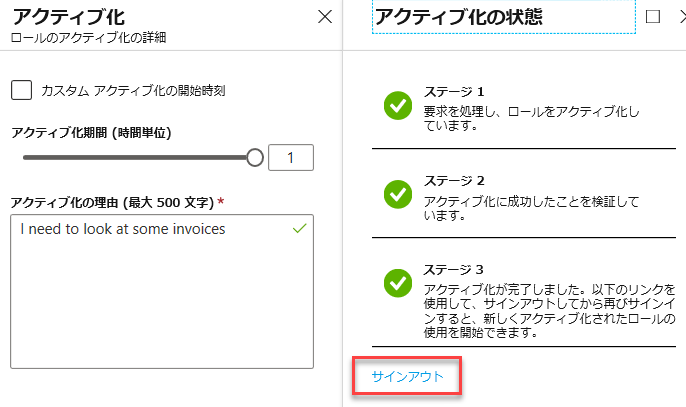 アクティブ化
ロールのアクティブ化の詳細
カスタム アクティブ化の開始時刻
アクティブ化期間 (時間単位)
1
アクティブ化の理由 (最大 500 文字) *
I need to look at some invoices
アクティブ化の状態
ステージ 1
要求を処理し、ロールをアクティブ化し
ています。
ステージ 2
アクティブ化に成功したことを検証して
います。
ステージ 3
アクティブ化が完了しました。以下のリンクを
使用して、サインアウトしてから再びサインイ
ンすると、新しくアクティブ化されたロールの
使用を開始できます。
サインアウト